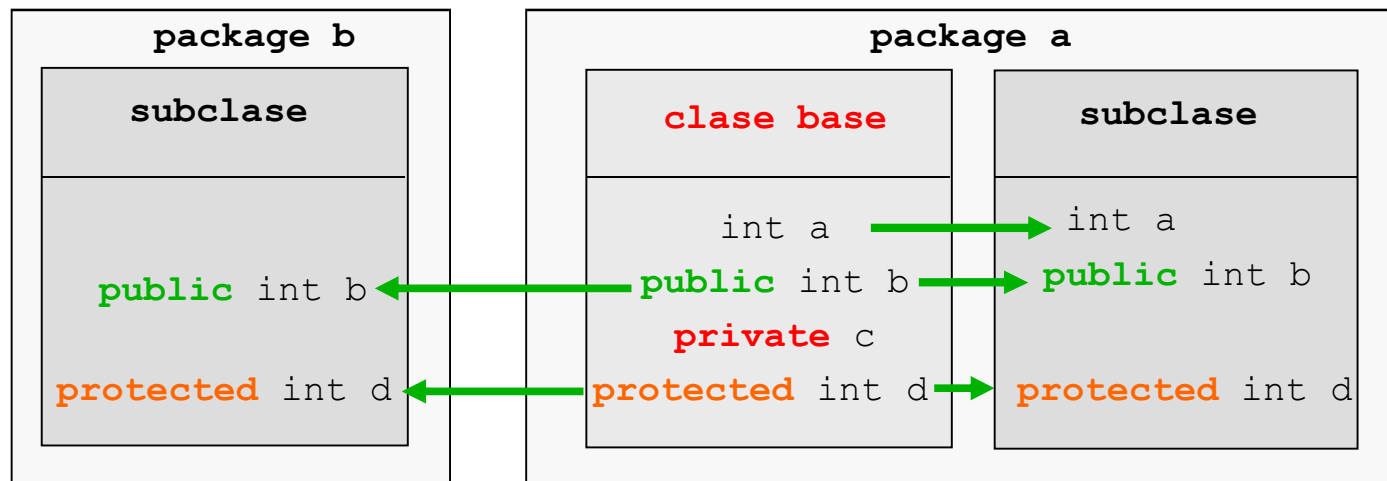 package b
subclase
public int b
protected int d
package a
clase base
int a
public int b
private c
protected int d
subclase
int a
public int b
protected int d